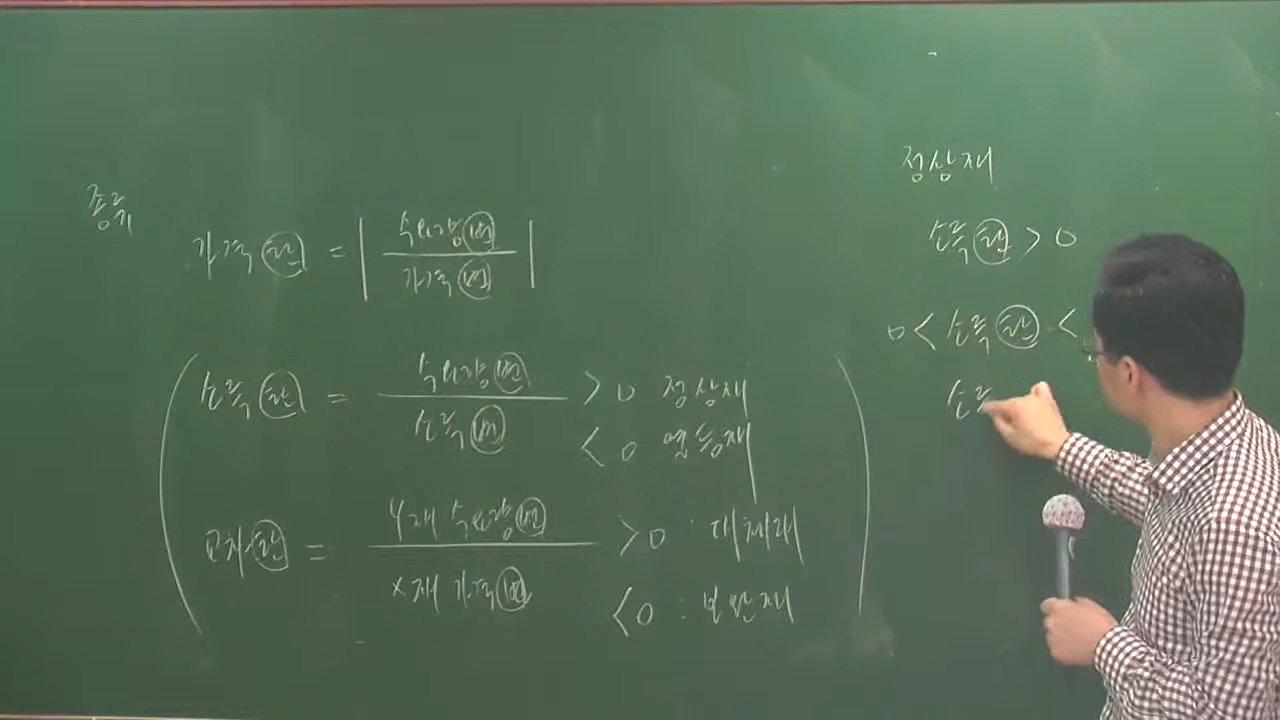 종류
가격 탄 = | 수요량 변 / 가격 변 |
소득 탄 = 수요량 변 / 소득 변 > 0 정상재
< 0 열등재
교차 탄 = Y재 수요량 변 / X재 가격 변 > 0 : 대체재
< 0 : 보완재
정상재
소득 탄 > 0
0 < 소득 탄 <
소득